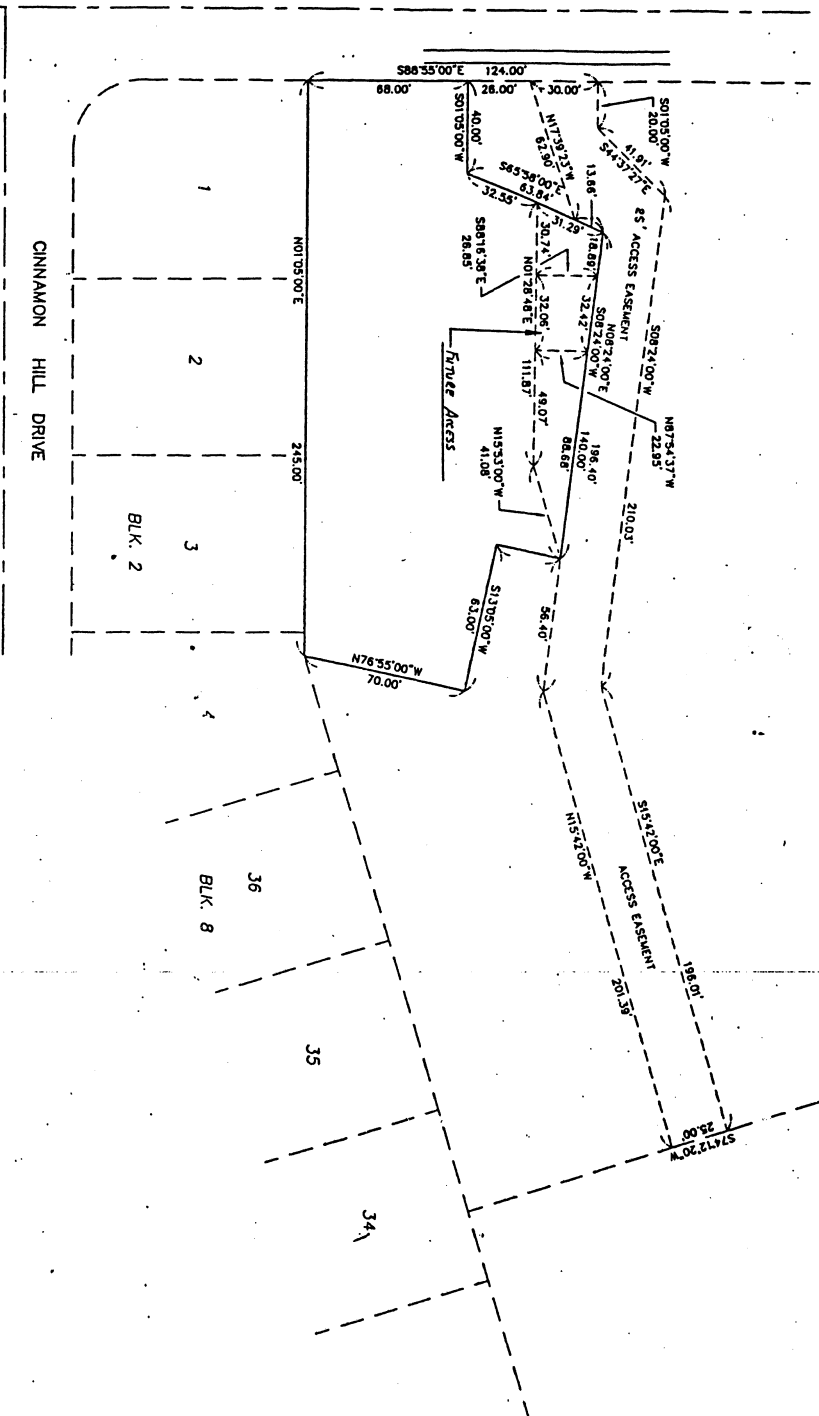 S88°55'00"E 124.00'
68.00'
26.00'
30.00'
S01°05'00"W
20.00'
41.91'
S44°37'27"E
S01°05'00"W
40.00'
N17°39'23"W
62.90'
S65°58'00"E
63.84'
32.55'
31.29'
13.66'
18.89'
30.74'
S88°16'38"E
26.85'
N01°28'48"E
111.87'
32.06'
49.07'
32.42'
S08°24'00"W
N08°24'00"E
196.40'
140.00'
88.68'
25' ACCESS EASEMENT
S08°24'00"W
210.03'
N87°54'37"W
22.95'
Future Access
N15°53'00"W
41.08'
56.40'
S13°05'00"W
63.00'
N76°55'00"W
70.00'
N01°05'00"E
245.00'
S15°42'00"E
196.01'
ACCESS EASEMENT
N15°42'00"W
201.39'
S74°12'20"W
25.00'
1
2
3
BLK. 2
CINNAMON HILL DRIVE
36
BLK. 8
35
34